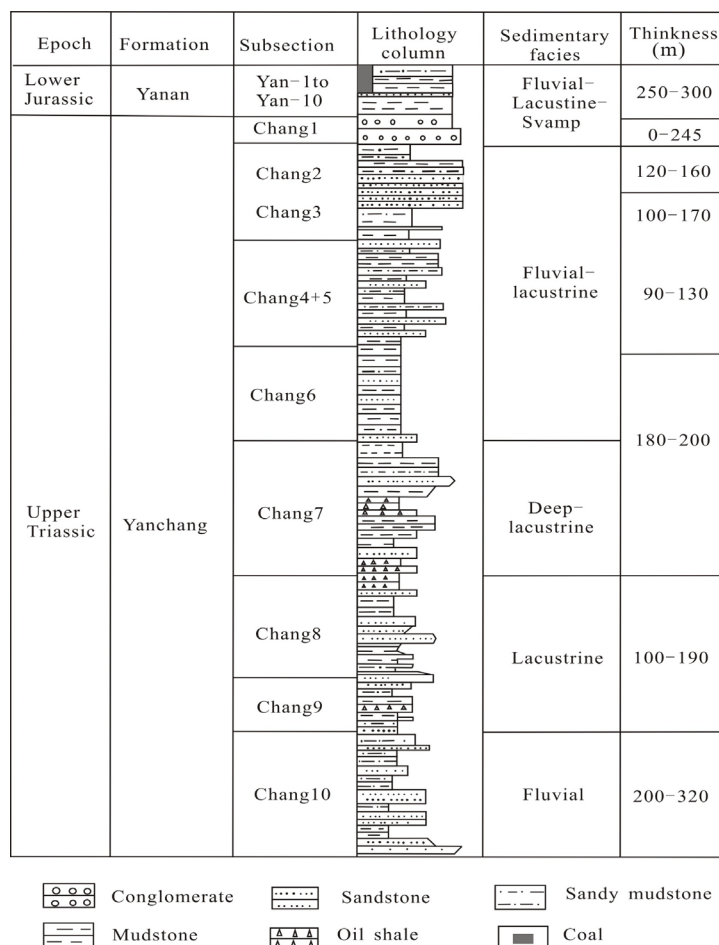 Epoch
Formation
Subsection
Lithology
column
Sedimentary
facies
Thinkness
(m)
Lower
Jurassic
Yanan
Yan-1to
Yan-10
Fluvial-
Lacustine-
Svamp
250-300
Chang1
0-245
Chang2
120-160
Chang3
100-170
Chang4+5
Fluvial-
lacustrine
90-130
Chang6
180-200
Upper
Triassic
Yanchang
Chang7
Deep-
lacustrine
Chang8
Lacustrine
100-190
Chang9
Chang10
Fluvial
200-320
Conglomerate
Sandstone
Sandy mudstone
Mudstone
Oil shale
Coal